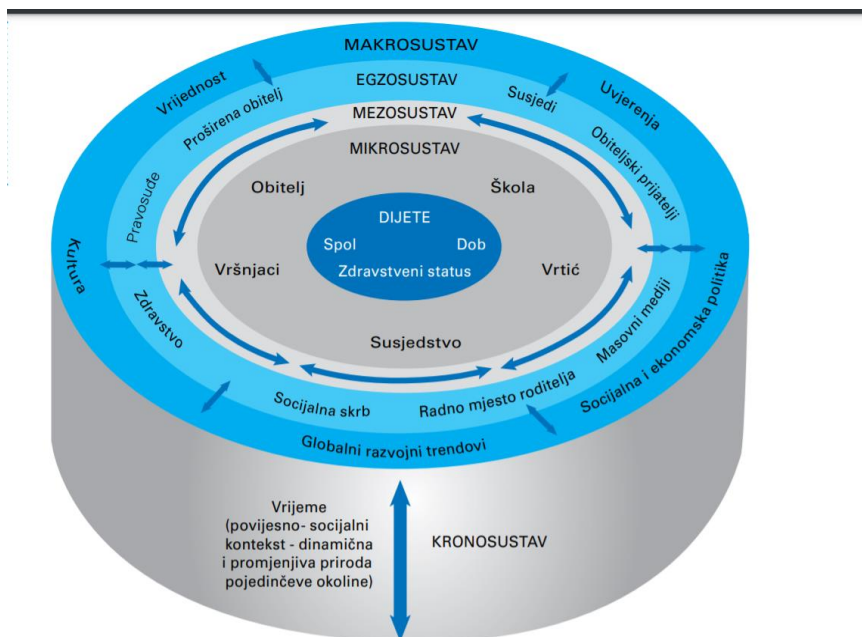 MAKROSUSTAV
Vrijednost
Uvjerenja
Kultura
Socijalna i ekonomska politika
Globalni razvojni trendovi
EGZOSUSTAV
Proširena obitelj
Susjedi
Pravosuđe
Obiteljski prijatelji
Zdravstvo
Masovni mediji
Socijalna skrb
Radno mjesto roditelja
MEZOSUSTAV
MIKROSUSTAV
Obitelj
Škola
Vršnjaci
Vrtić
Susjedstvo
DIJETE
Spol
Dob
Zdravstveni status
Vrijeme
(povijesno- socijalni
kontekst - dinamična
i promjenjiva priroda
pojedinčeve okoline)
KRONOSUSTAV